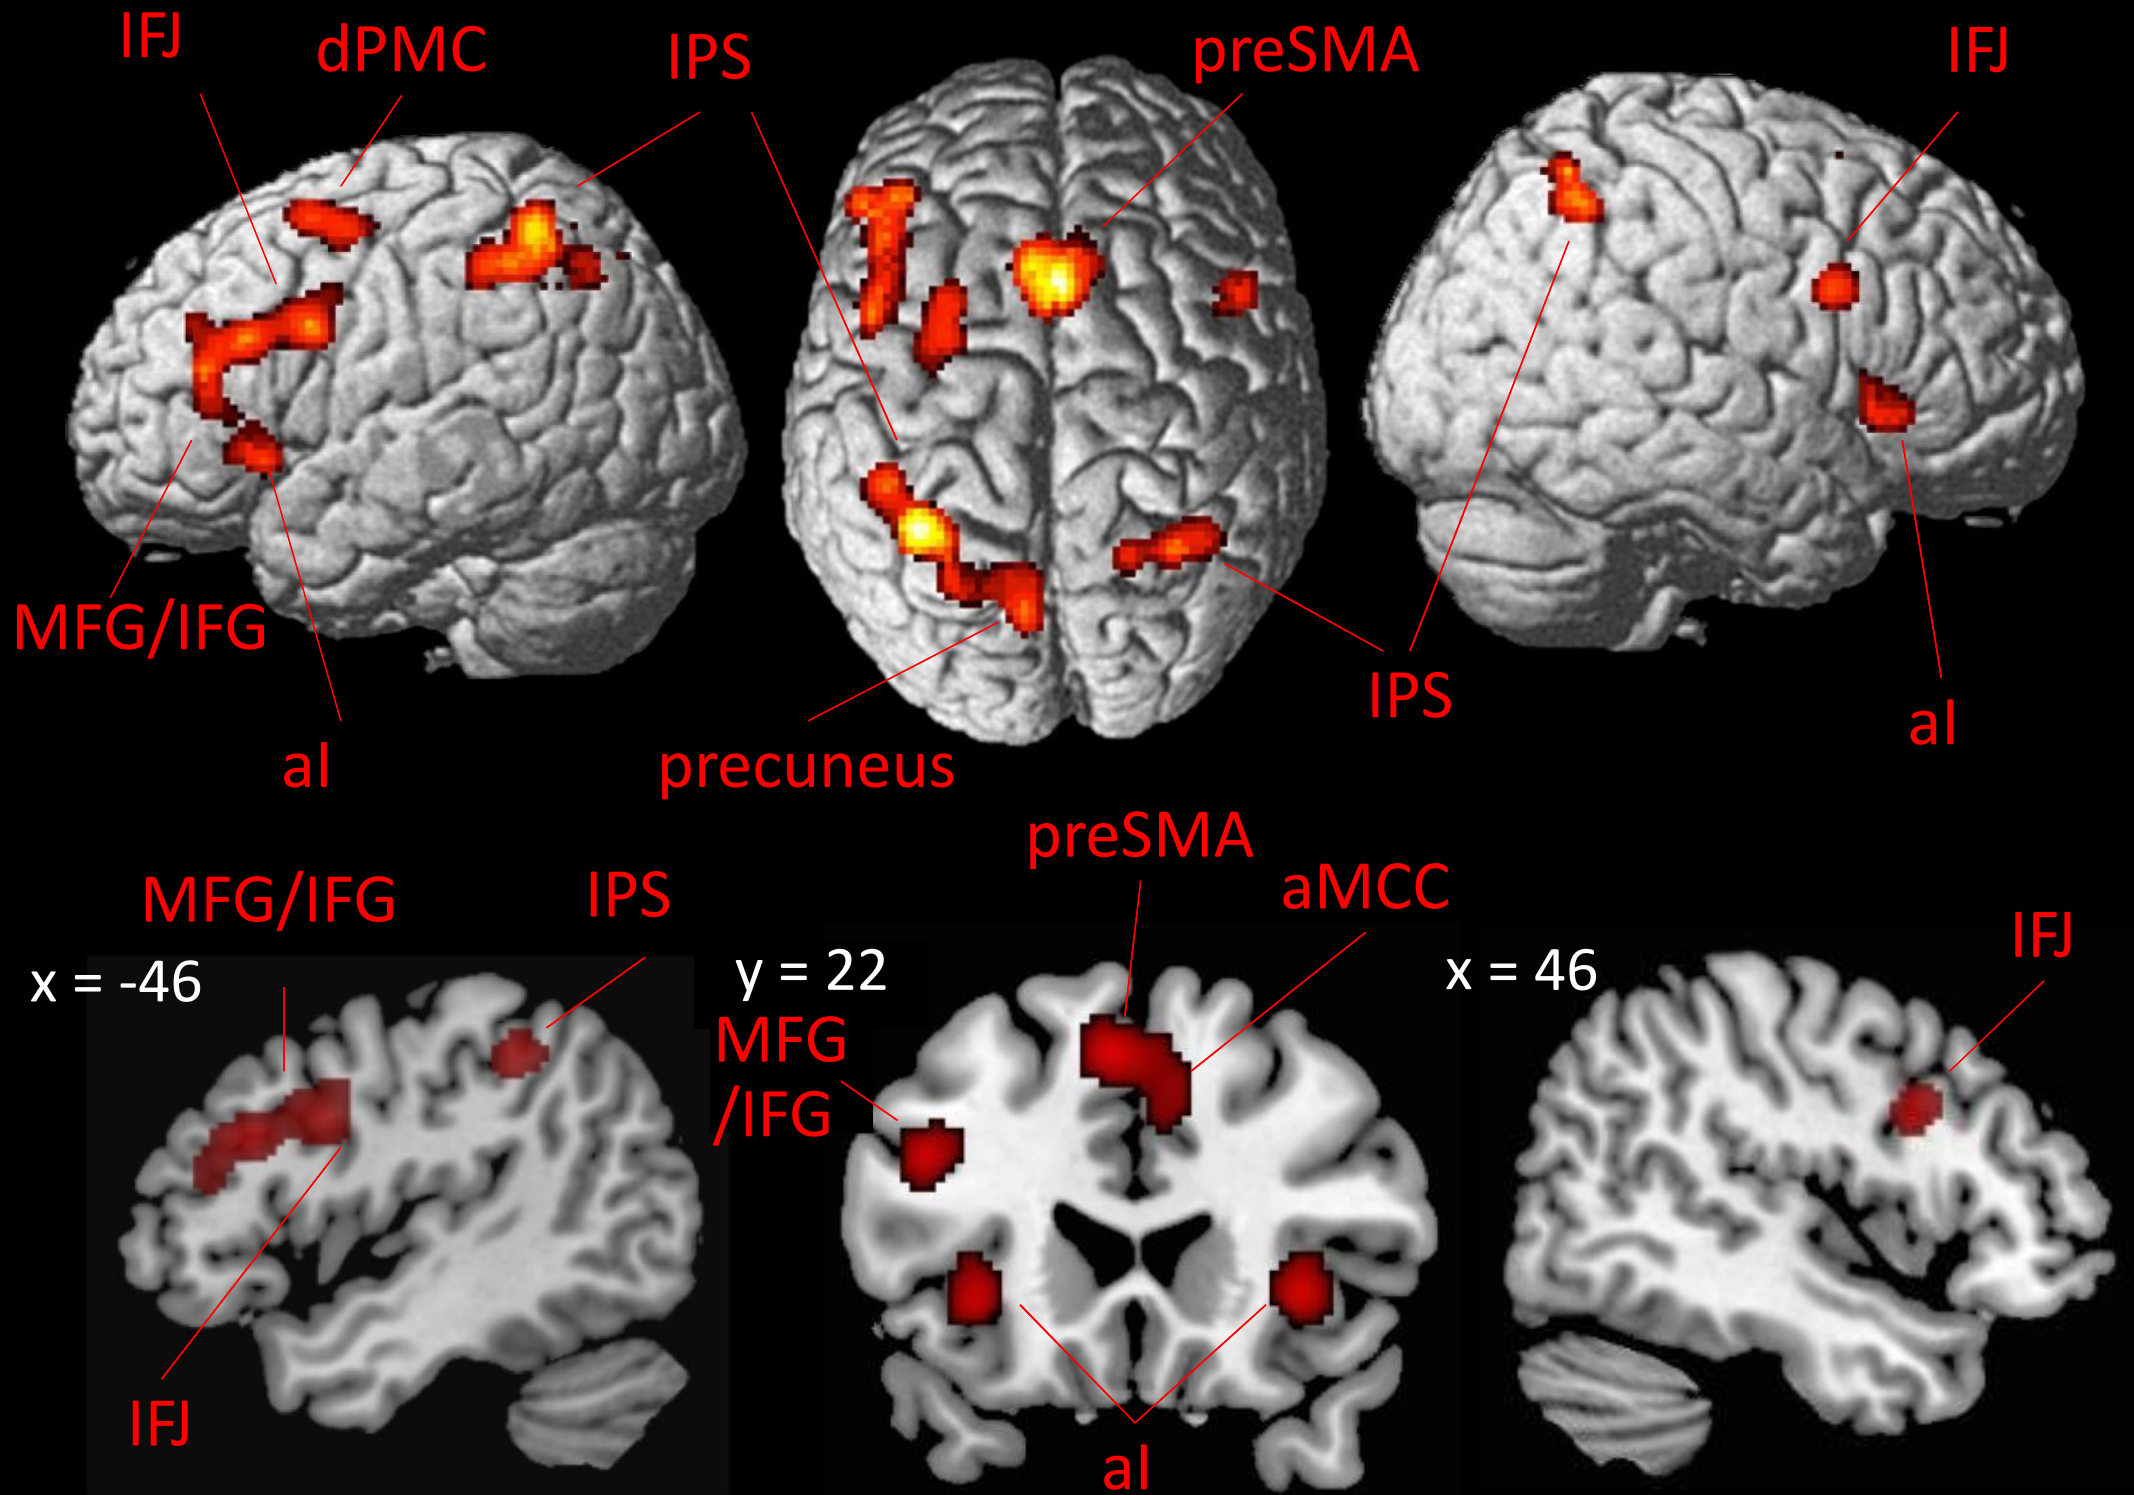 IFJ
dPMC
IPS
preSMA
IFJ
MFG/IFG
aI
precuneus
IPS
aI
preSMA
aMCC
MFG/IFG
IPS
IFJ
x = -46
y = 22
x = 46
MFG
/IFG
IFJ
aI